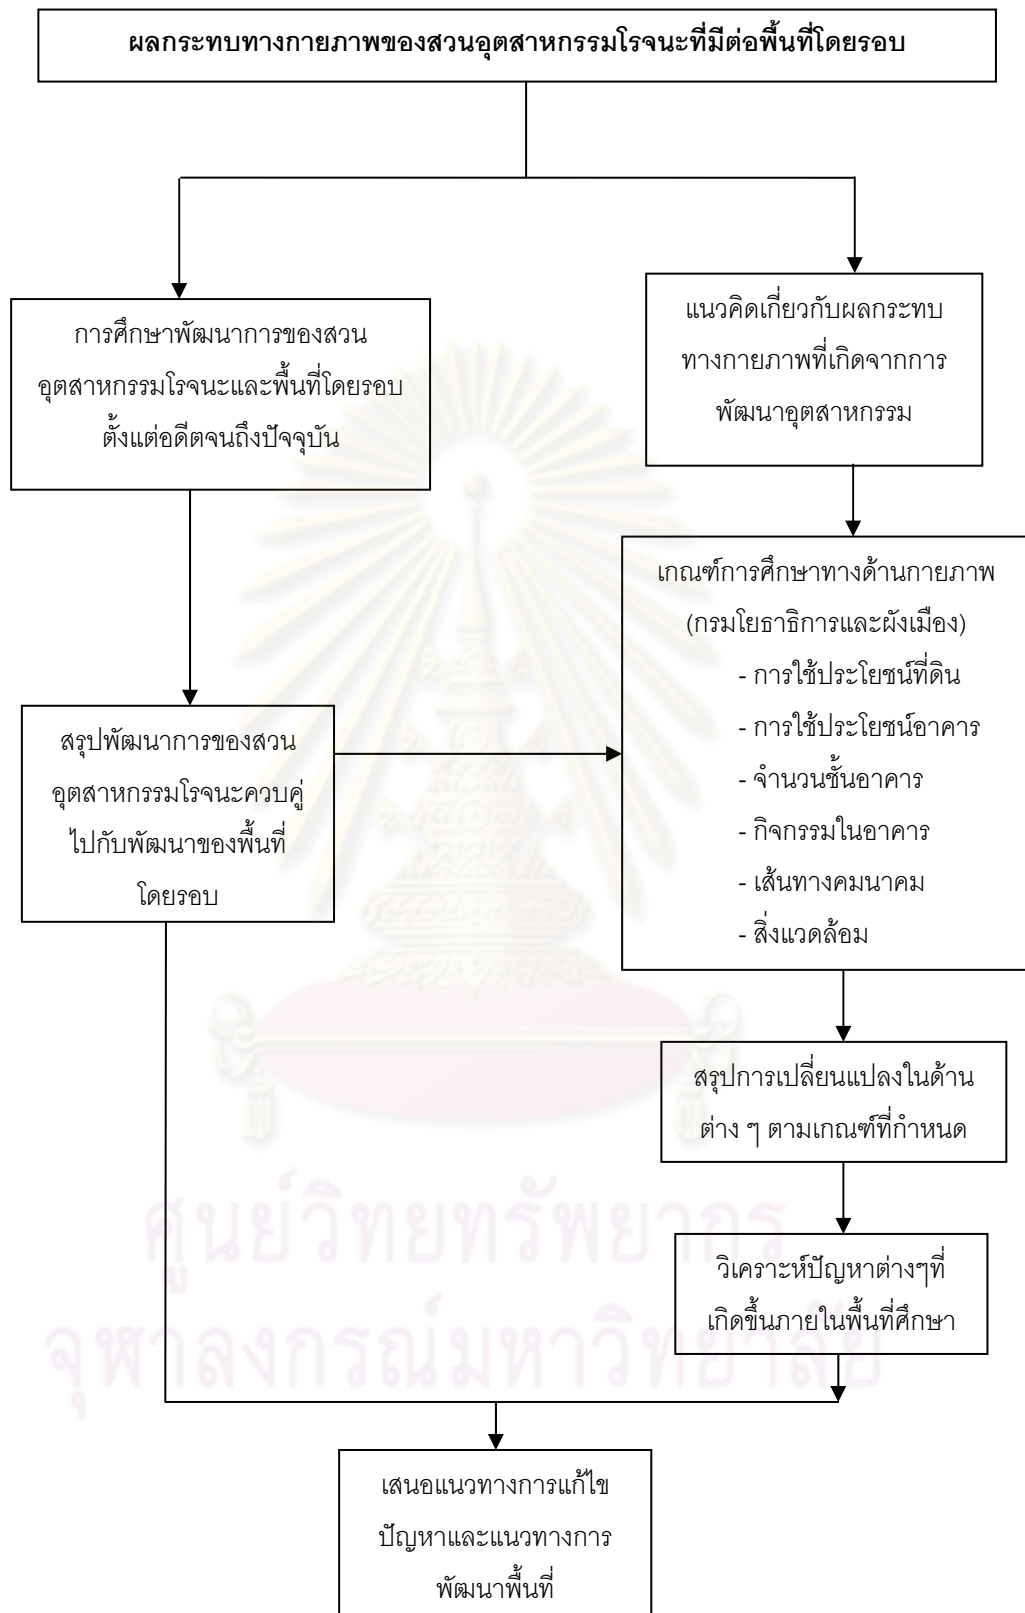 ผลกระทบทางกายภาพของสวนอุตสาหกรรมโรจนะที่มีต่อพื้นที่โดยรอบ
การศึกษาพัฒนาการของสวน
อุตสาหกรรมโรจนะและพื้นที่โดยรอบ
ตั้งแต่อดีตจนถึงปัจจุบัน
แนวคิดเกี่ยวกับผลกระทบ
ทางกายภาพที่เกิดจากการ
พัฒนาอุตสาหกรรม
เกณฑ์การศึกษาทางด้านกายภาพ
(กรมโยธาธิการและผังเมือง)
- การใช้ประโยชน์ที่ดิน
- การใช้ประโยชน์อาคาร
- จำนวนชั้นอาคาร
- กิจกรรมในอาคาร
- เส้นทางคมนาคม
- สิ่งแวดล้อม
สรุปพัฒนาการของสวน
อุตสาหกรรมโรจนะควบคู่
ไปกับพัฒนาของพื้นที่
โดยรอบ
สรุปการเปลี่ยนแปลงในด้าน
ต่าง ๆ ตามเกณฑ์ที่กำหนด
วิเคราะห์ปัญหาต่างๆที่
เกิดขึ้นภายในพื้นที่ศึกษา
ศูนย์วิทยทรัพยากร
จุฬาลงกรณ์มหาวิทยาลัย
เสนอแนวทางการแก้ไข
ปัญหาและแนวทางการ
พัฒนาพื้นที่